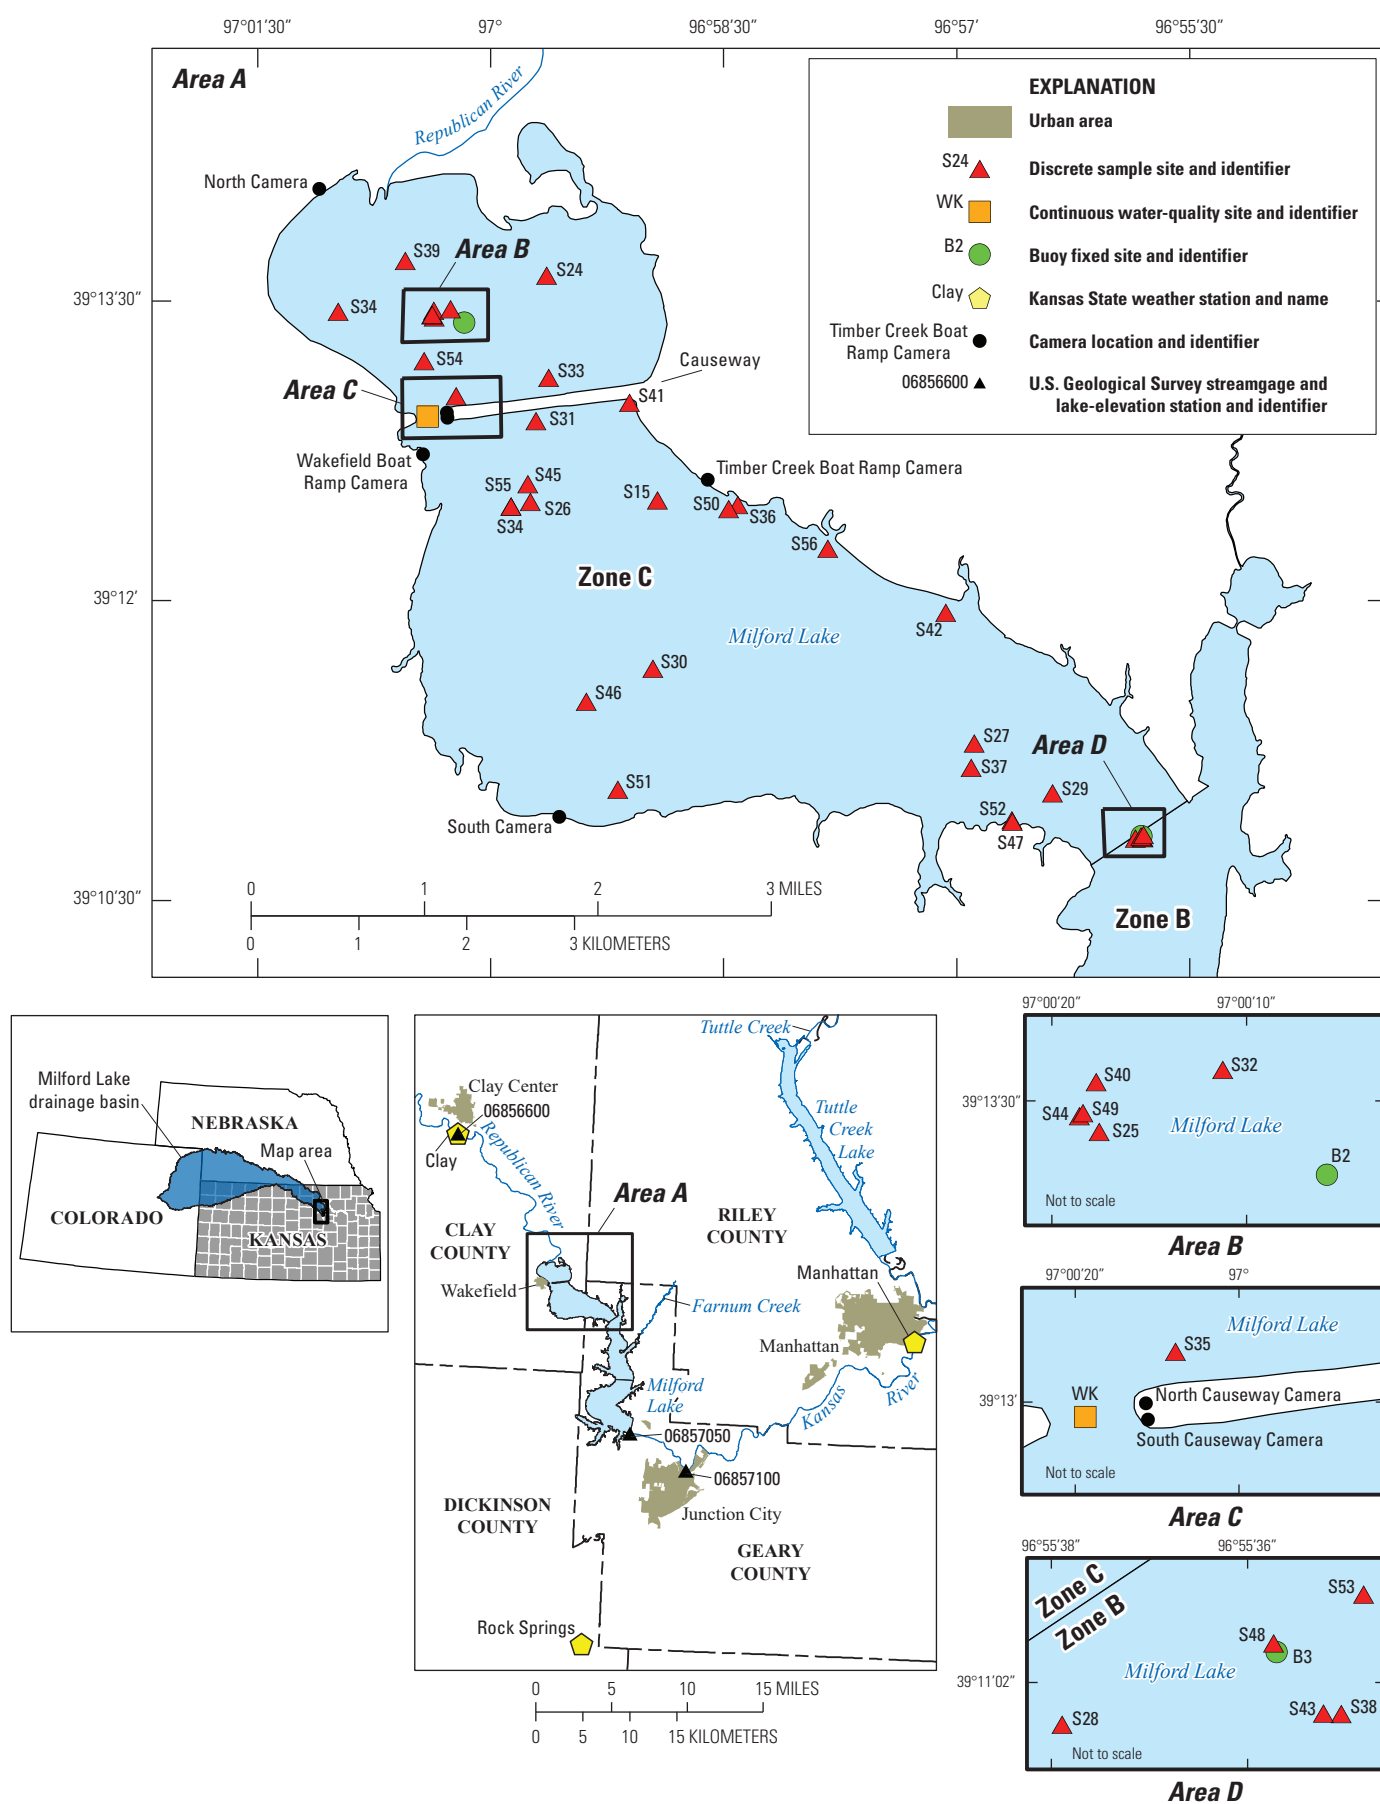 97°01'30"
97°
96°58'30"
96°57'
96°55'30"
Area A
Republican River
North Camera
S39
Area B
S24
39°13'30"
S34
S54
Area C
S33
Causeway
S41
S31
Wakefield Boat
Ramp Camera
S45
S55
S26
S34
S15
Timber Creek Boat Ramp Camera
S50
S36
S56
Zone C
39°12'
Milford Lake
S42
S30
S46
S27
Area D
S37
S29
S51
South Camera
S52
S47
39°10'30"
Zone B
0 1 2 3 MILES
0 1 2 3 KILOMETERS
EXPLANATION
Urban area
S24 Discrete sample site and identifier
WK Continuous water-quality site and identifier
B2 Buoy fixed site and identifier
Clay Kansas State weather station and name
Timber Creek Boat
Ramp Camera
Camera location and identifier
06856600 U.S. Geological Survey streamgage and
lake-elevation station and identifier
Milford Lake
drainage basin
NEBRASKA
Map area
COLORADO
KANSAS
Tuttle Creek
Clay Center
06856600
Clay
Republican River
Tuttle
Creek
Lake
Area A
CLAY
COUNTY
RILEY
COUNTY
Wakefield
Manhattan
Farnum Creek
Manhattan
Milford
Lake
Kansas
River
06857050
06857100
DICKINSON
COUNTY
Junction City
GEARY
COUNTY
Rock Springs
0 5 10 15 MILES
0 5 10 15 KILOMETERS
97°00'20"
97°00'10"
S40
S32
39°13'30"
S44
S49
S25
Milford Lake
B2
Not to scale
Area B
97°00'20"
97°
Milford Lake
S35
WK
North Causeway Camera
39°13'
South Causeway Camera
Not to scale
Area C
96°55'38"
96°55'36"
Zone C
Zone B
S53
S48
B3
Milford Lake
39°11'02"
S43
S38
S28
Not to scale
Area D